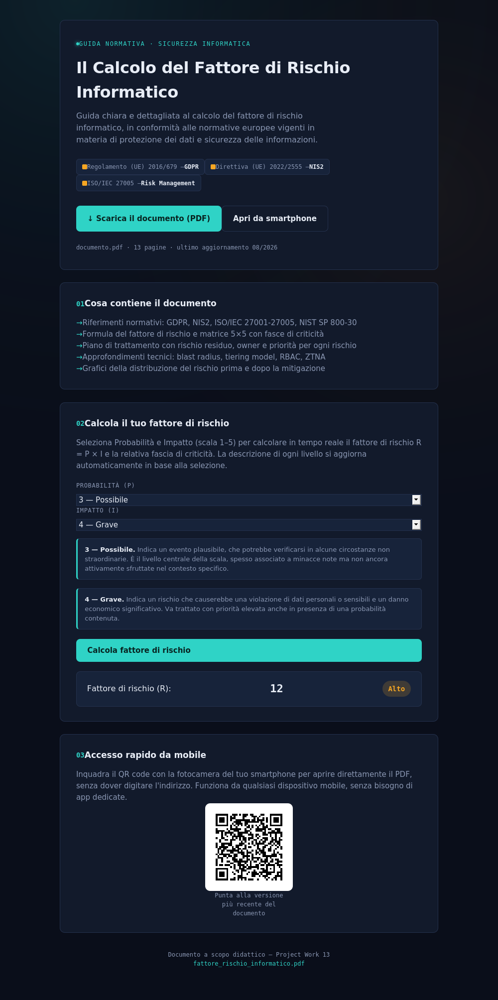 GUIDA NORMATIVA · SICUREZZA INFORMATICA
Il Calcolo del Fattore di Rischio
Informatico
Guida chiara e dettagliata al calcolo del fattore di rischio
informatico, in conformità alle normative europee vigenti in
materia di protezione dei dati e sicurezza delle informazioni.
Regolamento (UE) 2016/679 —GDPR Direttiva (UE) 2022/2555 —NIS2
ISO/IEC 27005 —Risk Management
↓ Scarica il documento (PDF) Apri da smartphone
documento.pdf · 13 pagine · ultimo aggiornamento 08/2026
01Cosa contiene il documento
→Riferimenti normativi: GDPR, NIS2, ISO/IEC 27001-27005, NIST SP 800-30
→Formula del fattore di rischio e matrice 5×5 con fasce di criticità
→Piano di trattamento con rischio residuo, owner e priorità per ogni rischio
→Approfondimenti tecnici: blast radius, tiering model, RBAC, ZTNA
→Grafici della distribuzione del rischio prima e dopo la mitigazione
02Calcola il tuo fattore di rischio
Seleziona Probabilità e Impatto (scala 1–5) per calcolare in tempo reale il fattore di rischio R
= P × I e la relativa fascia di criticità. La descrizione di ogni livello si aggiorna
automaticamente in base alla selezione.
PROBABILITÀ (P)
3 — Possibile
IMPATTO (I)
4 — Grave
3 — Possibile. Indica un evento plausibile, che potrebbe verificarsi in alcune circostanze non
straordinarie. È il livello centrale della scala, spesso associato a minacce note ma non ancora
attivamente sfruttate nel contesto specifico.
4 — Grave. Indica un rischio che causerebbe una violazione di dati personali o sensibili e un danno
economico significativo. Va trattato con priorità elevata anche in presenza di una probabilità
contenuta.
Calcola fattore di rischio
Fattore di rischio (R): 12 Alto
03Accesso rapido da mobile
Inquadra il QR code con la fotocamera del tuo smartphone per aprire direttamente il PDF,
senza dover digitare l'indirizzo. Funziona da qualsiasi dispositivo mobile, senza bisogno di
app dedicate.
Punta alla versione
più recente del
documento
Documento a scopo didattico — Project Work 13
fattore_rischio_informatico.pdf